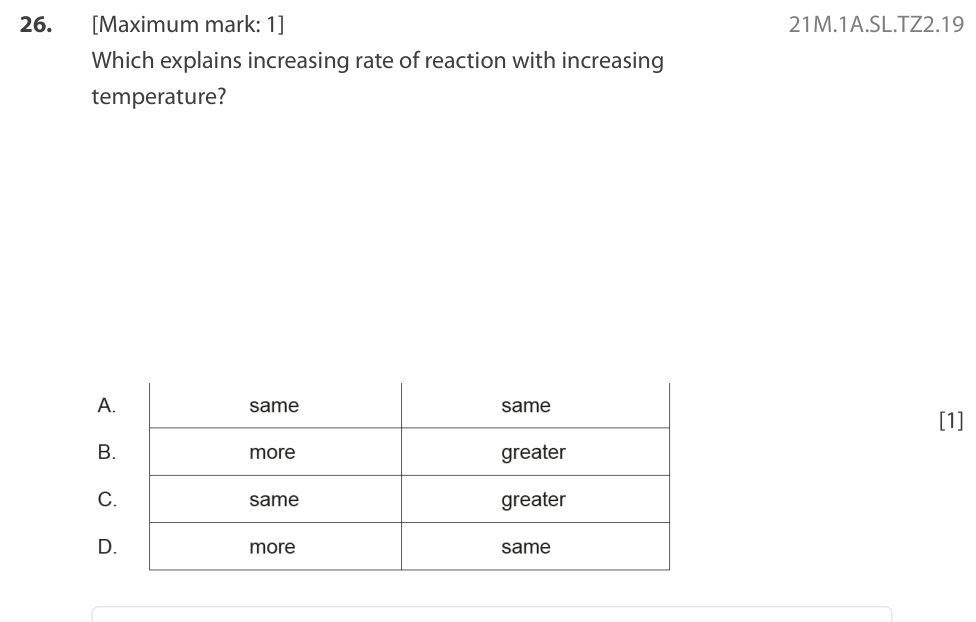 26. [Maximum mark: 1] 21M.1A.SL.TZ2.19
Which explains increasing rate of reaction with increasing
temperature?
A. same same
[1]
B. more greater
C. same greater
D. more same